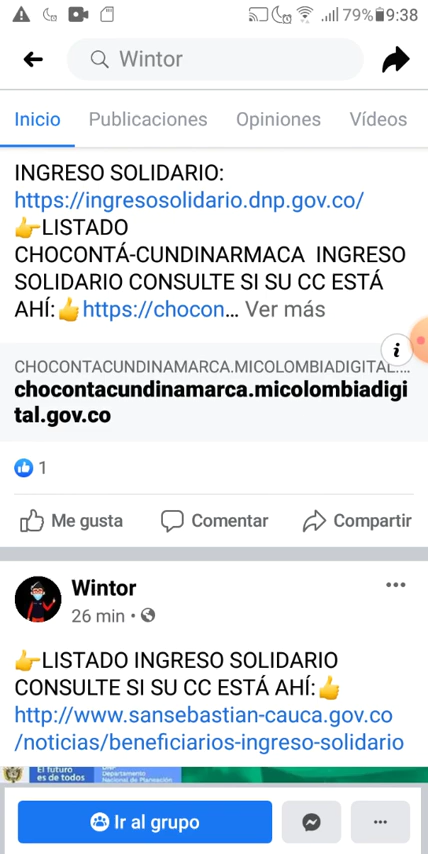 79% 9:38
Wintor
Inicio Publicaciones Opiniones Vídeos
INGRESO SOLIDARIO:
https://ingresosolidario.dnp.gov.co/
👉LISTADO
CHOCONTÁ-CUNDINARMACA INGRESO
SOLIDARIO CONSULTE SI SU CC ESTÁ
AHÍ:👍https://chocon... Ver más
CHOCONTACUNDINAMARCA.MICOLOMBIADIGITAL....
chocontacundinamarca.micolombiadigi
tal.gov.co
1
Me gusta Comentar Compartir
Wintor
26 min
👉LISTADO INGRESO SOLIDARIO
CONSULTE SI SU CC ESTÁ AHÍ:👍
http://www.sansebastian-cauca.gov.co
/noticias/beneficiarios-ingreso-solidario
El futuro
es de todos
DNP
Departamento
Nacional de Planeación
Ir al grupo